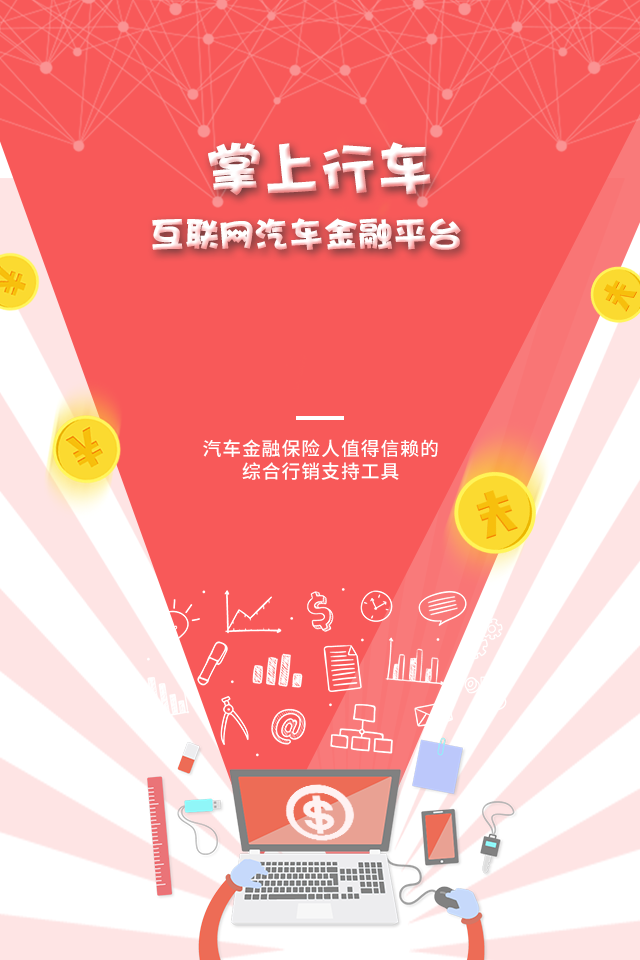 掌上行车
互联网汽车金融平台
汽车金融保险人值得信赖的
综合行销支持工具